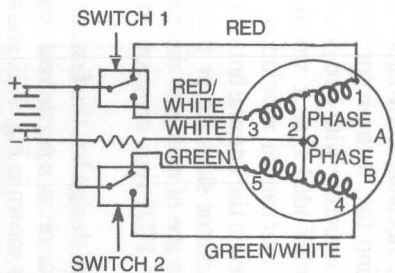 SWITCH 1
RED
+
RED/
WHITE
WHITE
–
GREEN
1
3
2
PHASE
A
PHASE
B
5
4
GREEN/WHITE
SWITCH 2